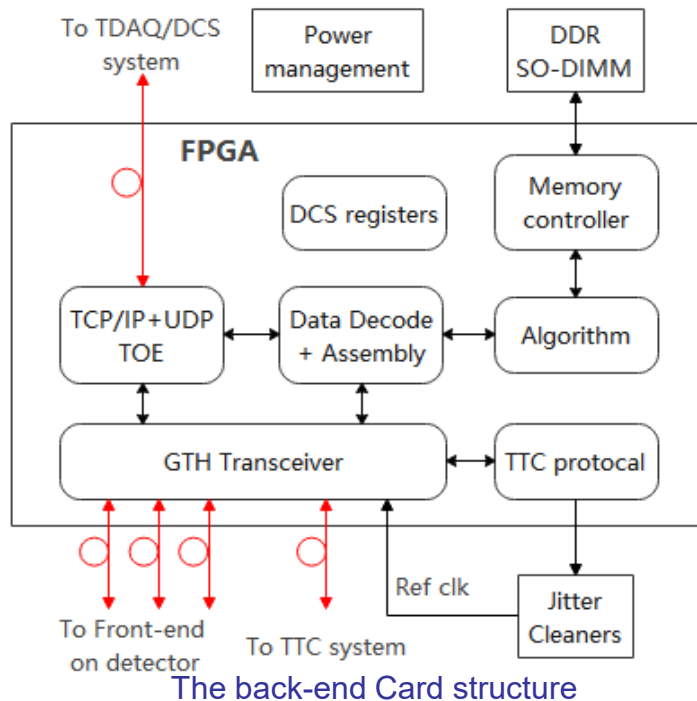 To TDAQ/DCS
system
Power
management
DDR
SO-DIMM
FPGA
DCS registers
Memory
controller
TCP/IP+UDP
TOE
Data Decode
+ Assembly
Algorithm
GTH Transceiver
TTC protocal
Ref clk
Jitter
Cleaners
To Front-end
on detector
To TTC system
The back-end Card structure